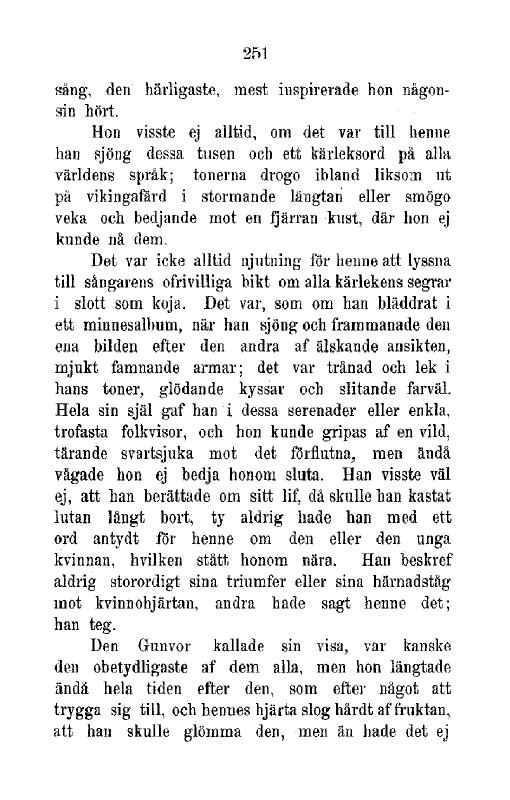 251
sång, den härligaste, mest inspirerade hon någon-
sin hört.
Hon visste ej alltid, om det var till henne
han sjöng dessa tusen och ett kärleksord på alla
världens språk; tonerna drogo ibland liksom ut
på vikingafärd i stormande längtan eller smögo
veka och bedjande mot en fjärran kust, där hon ej
kunde nå dem.
Det var icke alltid njutning för henne att lyssna
till sångarens ofrivilliga bikt om alla kärlekens segrar
i slott som koja. Det var, som om han bläddrat i
ett minnesalbum, när han sjöng och frammanade den
ena bilden efter den andra af älskande ansikten,
mjukt famnande armar; det var trånad och lek i
hans toner, glödande kyssar och slitande farväl.
Hela sin själ gaf han i dessa serenader eller enkla,
trofasta folkvisor, och hon kunde gripas af en vild,
tärande svartsjuka mot det förflutna, men ändå
vågade hon ej bedja honom sluta. Han visste väl
ej, att han berättade om sitt lif, då skulle han kastat
lutan långt bort, ty aldrig hade han med ett
ord antydt för henne om den eller den unga
kvinnan, hvilken stått honom nära. Han beskref
aldrig storordigt sina triumfer eller sina härnadståg
mot kvinnohjärtan, andra hade sagt henne det;
han teg.
Den Gunvor kallade sin visa, var kanske
den obetydligaste af dem alla, men hon längtade
ändå hela tiden efter den, som efter något att
trygga sig till, och hennes hjärta slog hårdt af fruktan,
att han skulle glömma den, men än hade det ej